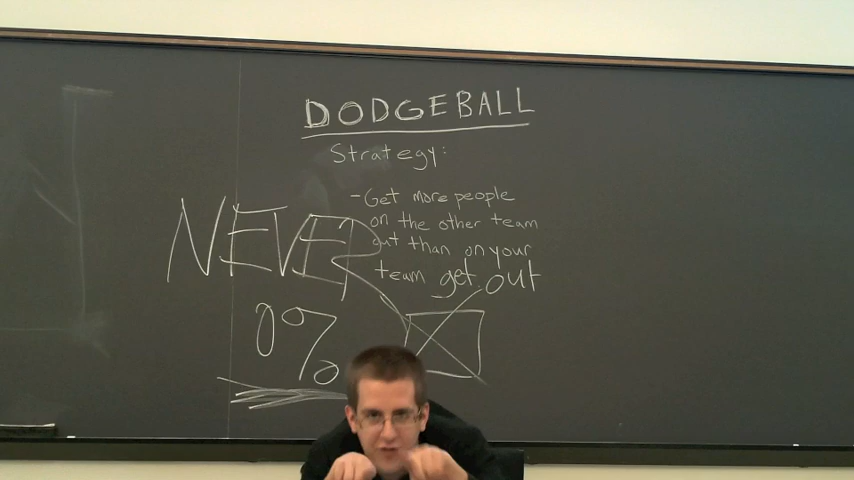 DODGEBALL
Strategy:
- Get more people
on the other team
out than on your
team get out
NEVER
0%